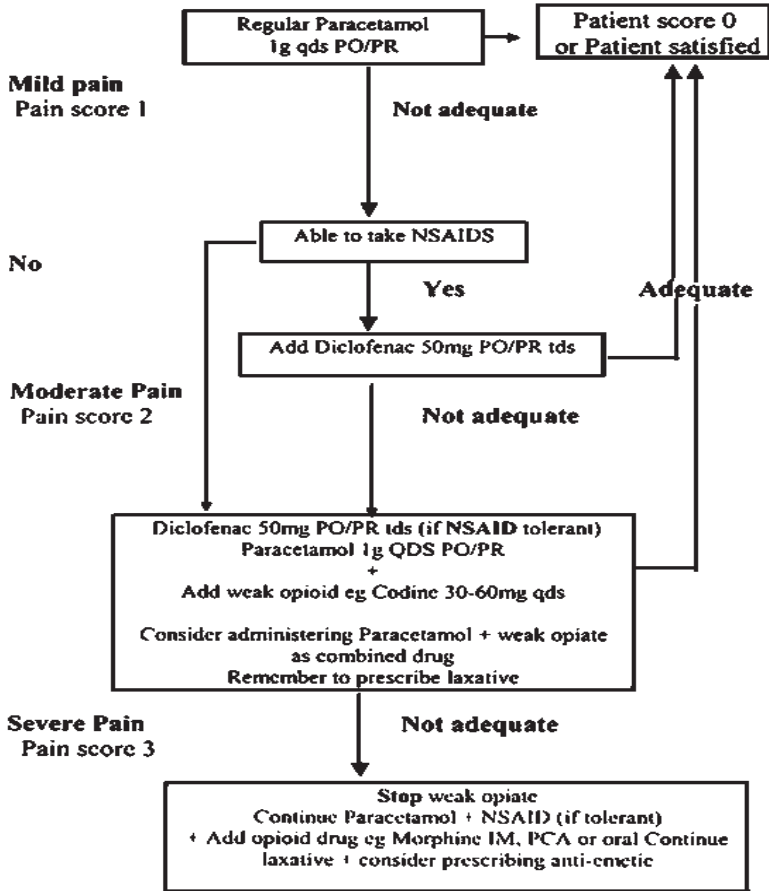 Regular Paracetamol
1g qds PO/PR
Patient score 0
or Patient satisfied
Mild pain
Pain score 1
Not adequate
Able to take NSAIDS
No
Yes
Adequate
Add Diclofenac 50mg PO/PR tds
Moderate Pain
Pain score 2
Not adequate
Diclofenac 50mg PO/PR tds (if NSAID tolerant)
Paracetamol 1g QDS PO/PR
+
Add weak opioid eg Codine 30-60mg qds
Consider administering Paracetamol + weak opiate
as combined drug
Remember to prescribe laxative
Severe Pain
Pain score 3
Not adequate
Stop weak opiate
Continue Paracetamol + NSAID (if tolerant)
+ Add opioid drug eg Morphine IM, PCA or oral Continue
laxative + consider prescribing anti-emetic